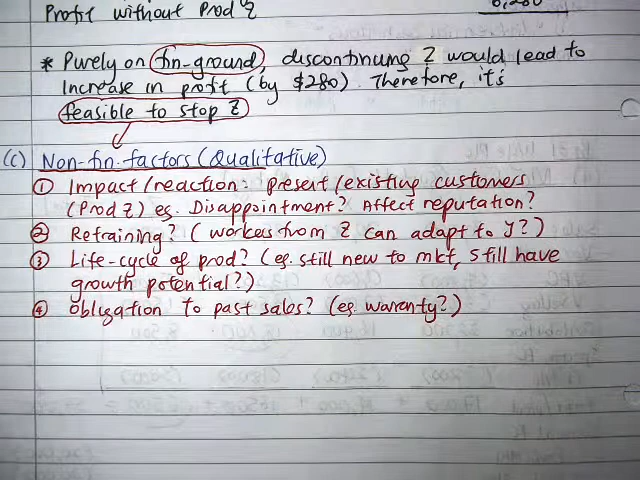 Profit without Prod Z
* Purely on fin-ground, discontinuing Z would lead to
Increase in profit (by $280). Therefore, it's
feasible to stop Z
(c) Non-fin-factors (Qualitative)
① Impact/reaction: present/existing customers
(Prod Z) eg. Disappointment? Affect reputation?
② Retraining? (workers from Z can adapt to Y?)
③ Life-cycle of prod? (eg. still new to mkt, still have
growth potential?)
④ Obligation to past sales? (eg. waranty?)